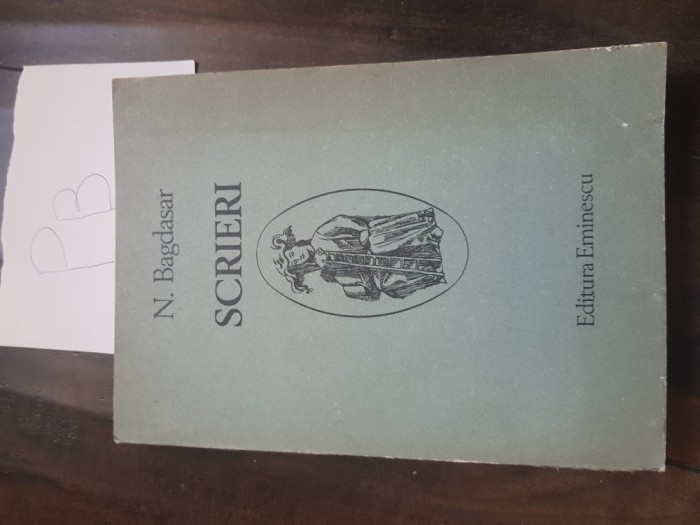 PB
N. Bagdasar
SCRIERI
Editura Eminescu